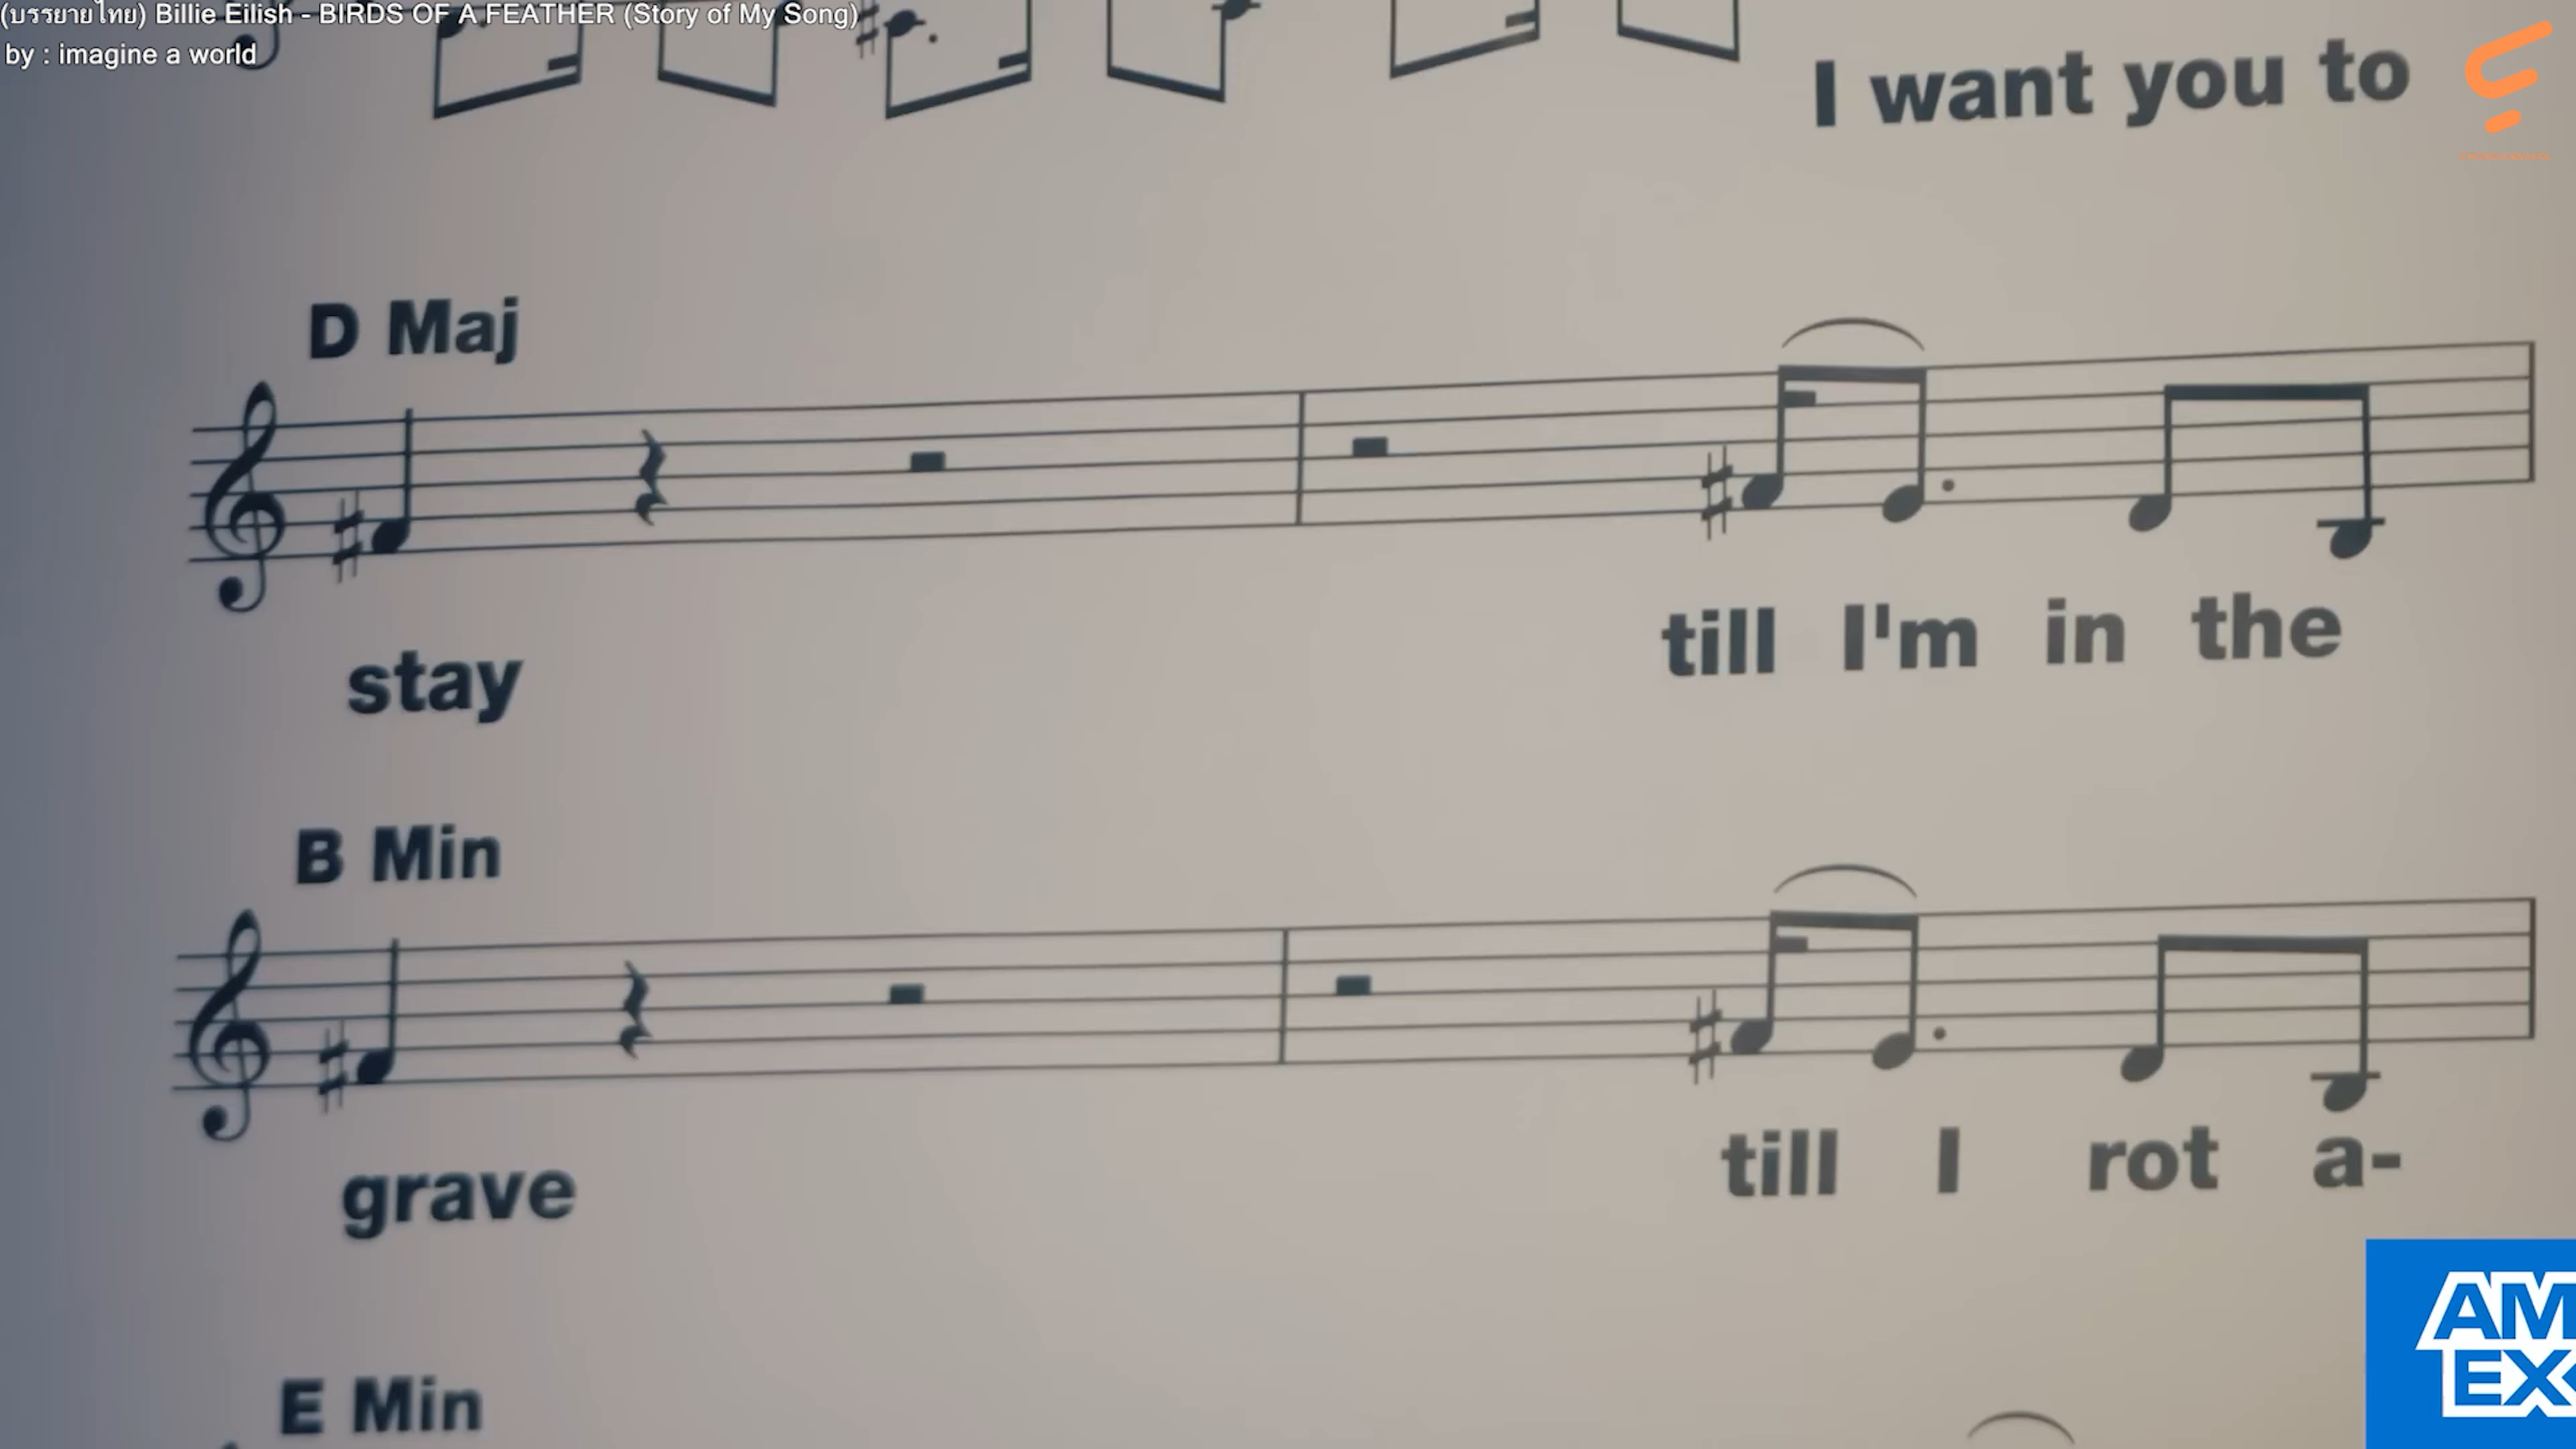 (บรรยายไทย) Billie Eilish - BIRDS OF A FEATHER (Story of My Song)
by : imagine a world
I want you to
D Maj
stay till I'm in the
B Min
grave till I rot a-
E Min
AM
EX